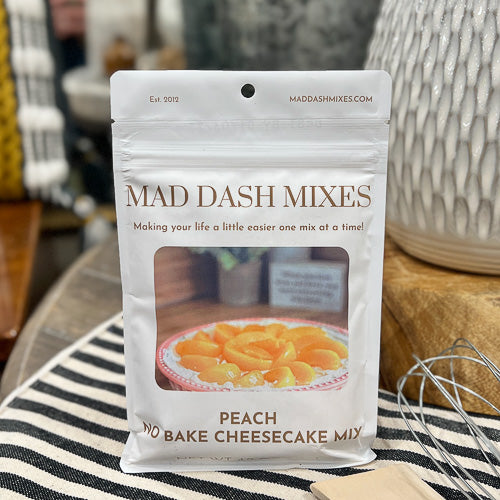 Est. 2012
MADDASHMIXES.COM
MAD DASH MIXES
Making your life a little easier one mix at a time!
PEACH
NO BAKE CHEESECAKE MIX